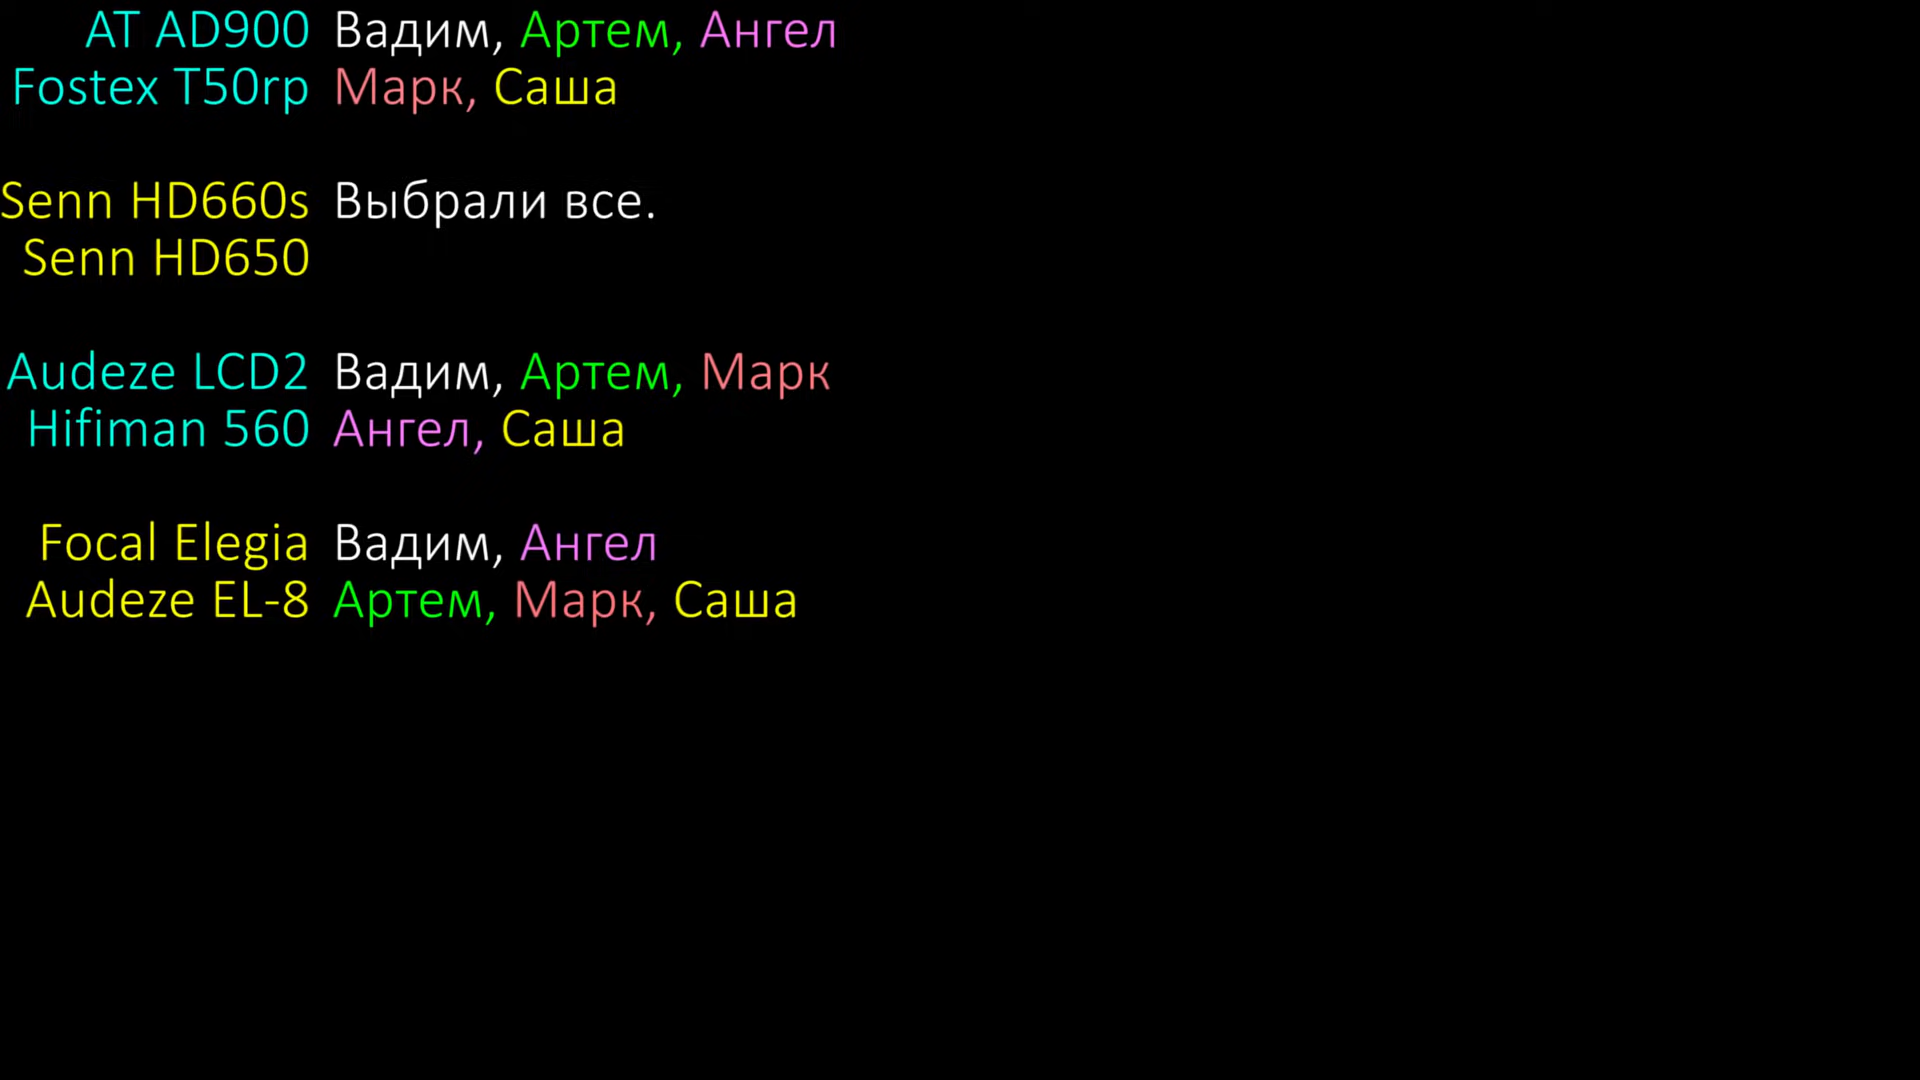 AT AD900 Вадим, Артем, Ангел
Fostex T50rp Марк, Саша
Senn HD660s Выбрали все.
Senn HD650
Audeze LCD2 Вадим, Артем, Марк
Hifiman 560 Ангел, Саша
Focal Elegia Вадим, Ангел
Audeze EL-8 Артем, Марк, Саша